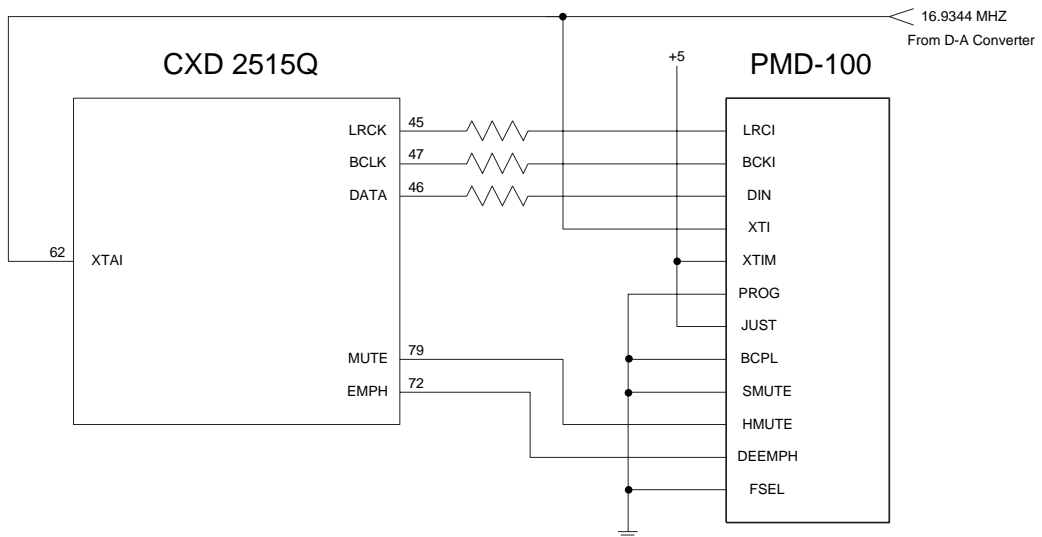 16.9344 MHZ
From D-A Converter
CXD 2515Q
+5
PMD-100
LRCK 45
LRCI
BCLK 47
BCKI
DATA 46
DIN
XTI
62 XTAI
XTIM
PROG
JUST
MUTE 79
BCPL
EMPH 72
SMUTE
HMUTE
DEEMPH
FSEL